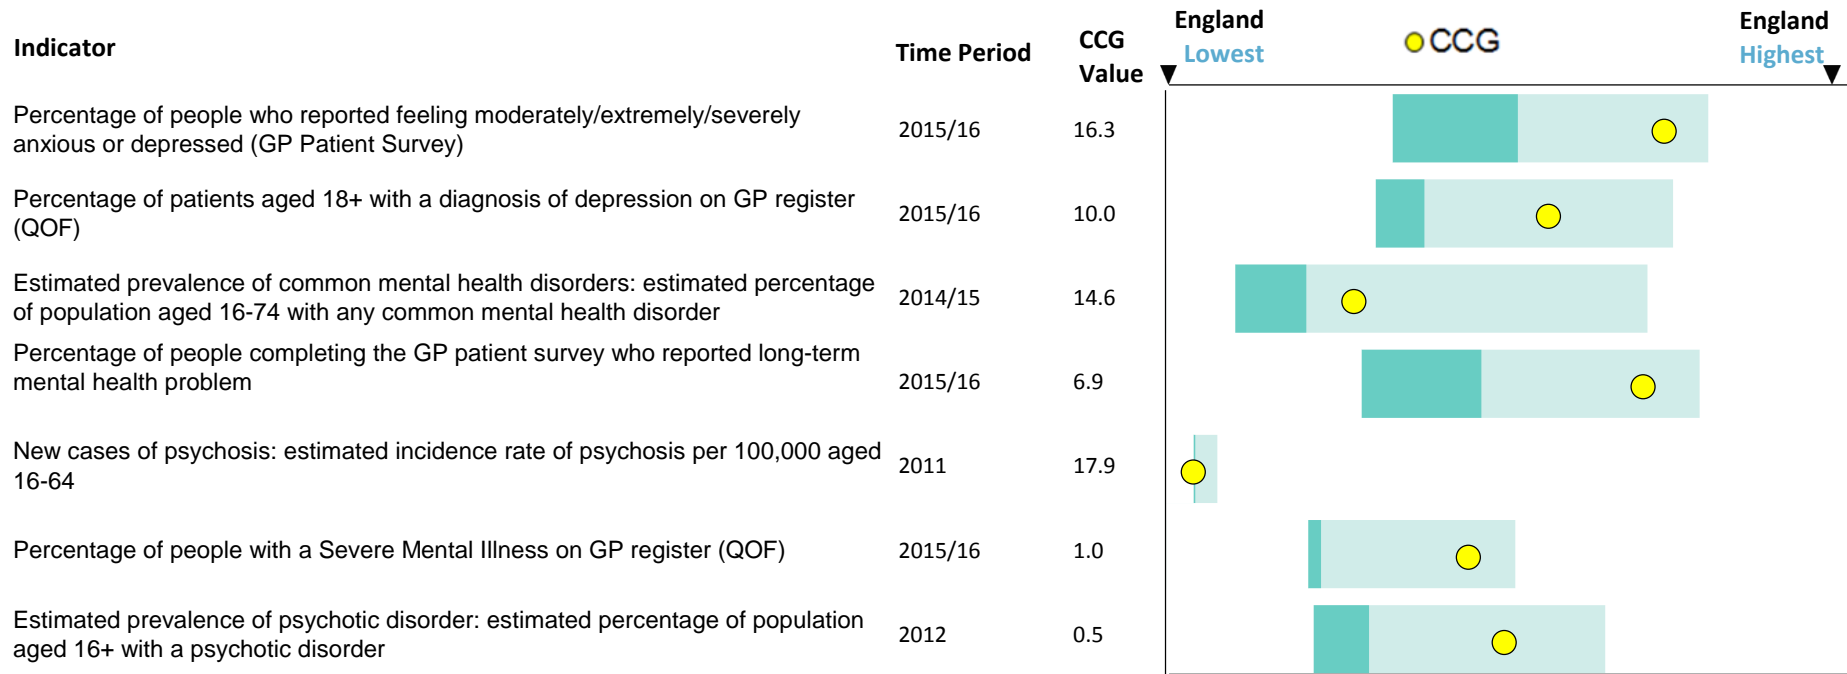 Indicator
Time Period
CCG
Value
England
Lowest
CCG
England
Highest
Percentage of people who reported feeling moderately/extremely/severely
anxious or depressed (GP Patient Survey)
2015/16
16.3
Percentage of patients aged 18+ with a diagnosis of depression on GP register
(QOF)
2015/16
10.0
Estimated prevalence of common mental health disorders: estimated percentage
of population aged 16-74 with any common mental health disorder
2014/15
14.6
Percentage of people completing the GP patient survey who reported long-term
mental health problem
2015/16
6.9
New cases of psychosis: estimated incidence rate of psychosis per 100,000 aged
16-64
2011
17.9
Percentage of people with a Severe Mental Illness on GP register (QOF)
2015/16
1.0
Estimated prevalence of psychotic disorder: estimated percentage of population
aged 16+ with a psychotic disorder
2012
0.5